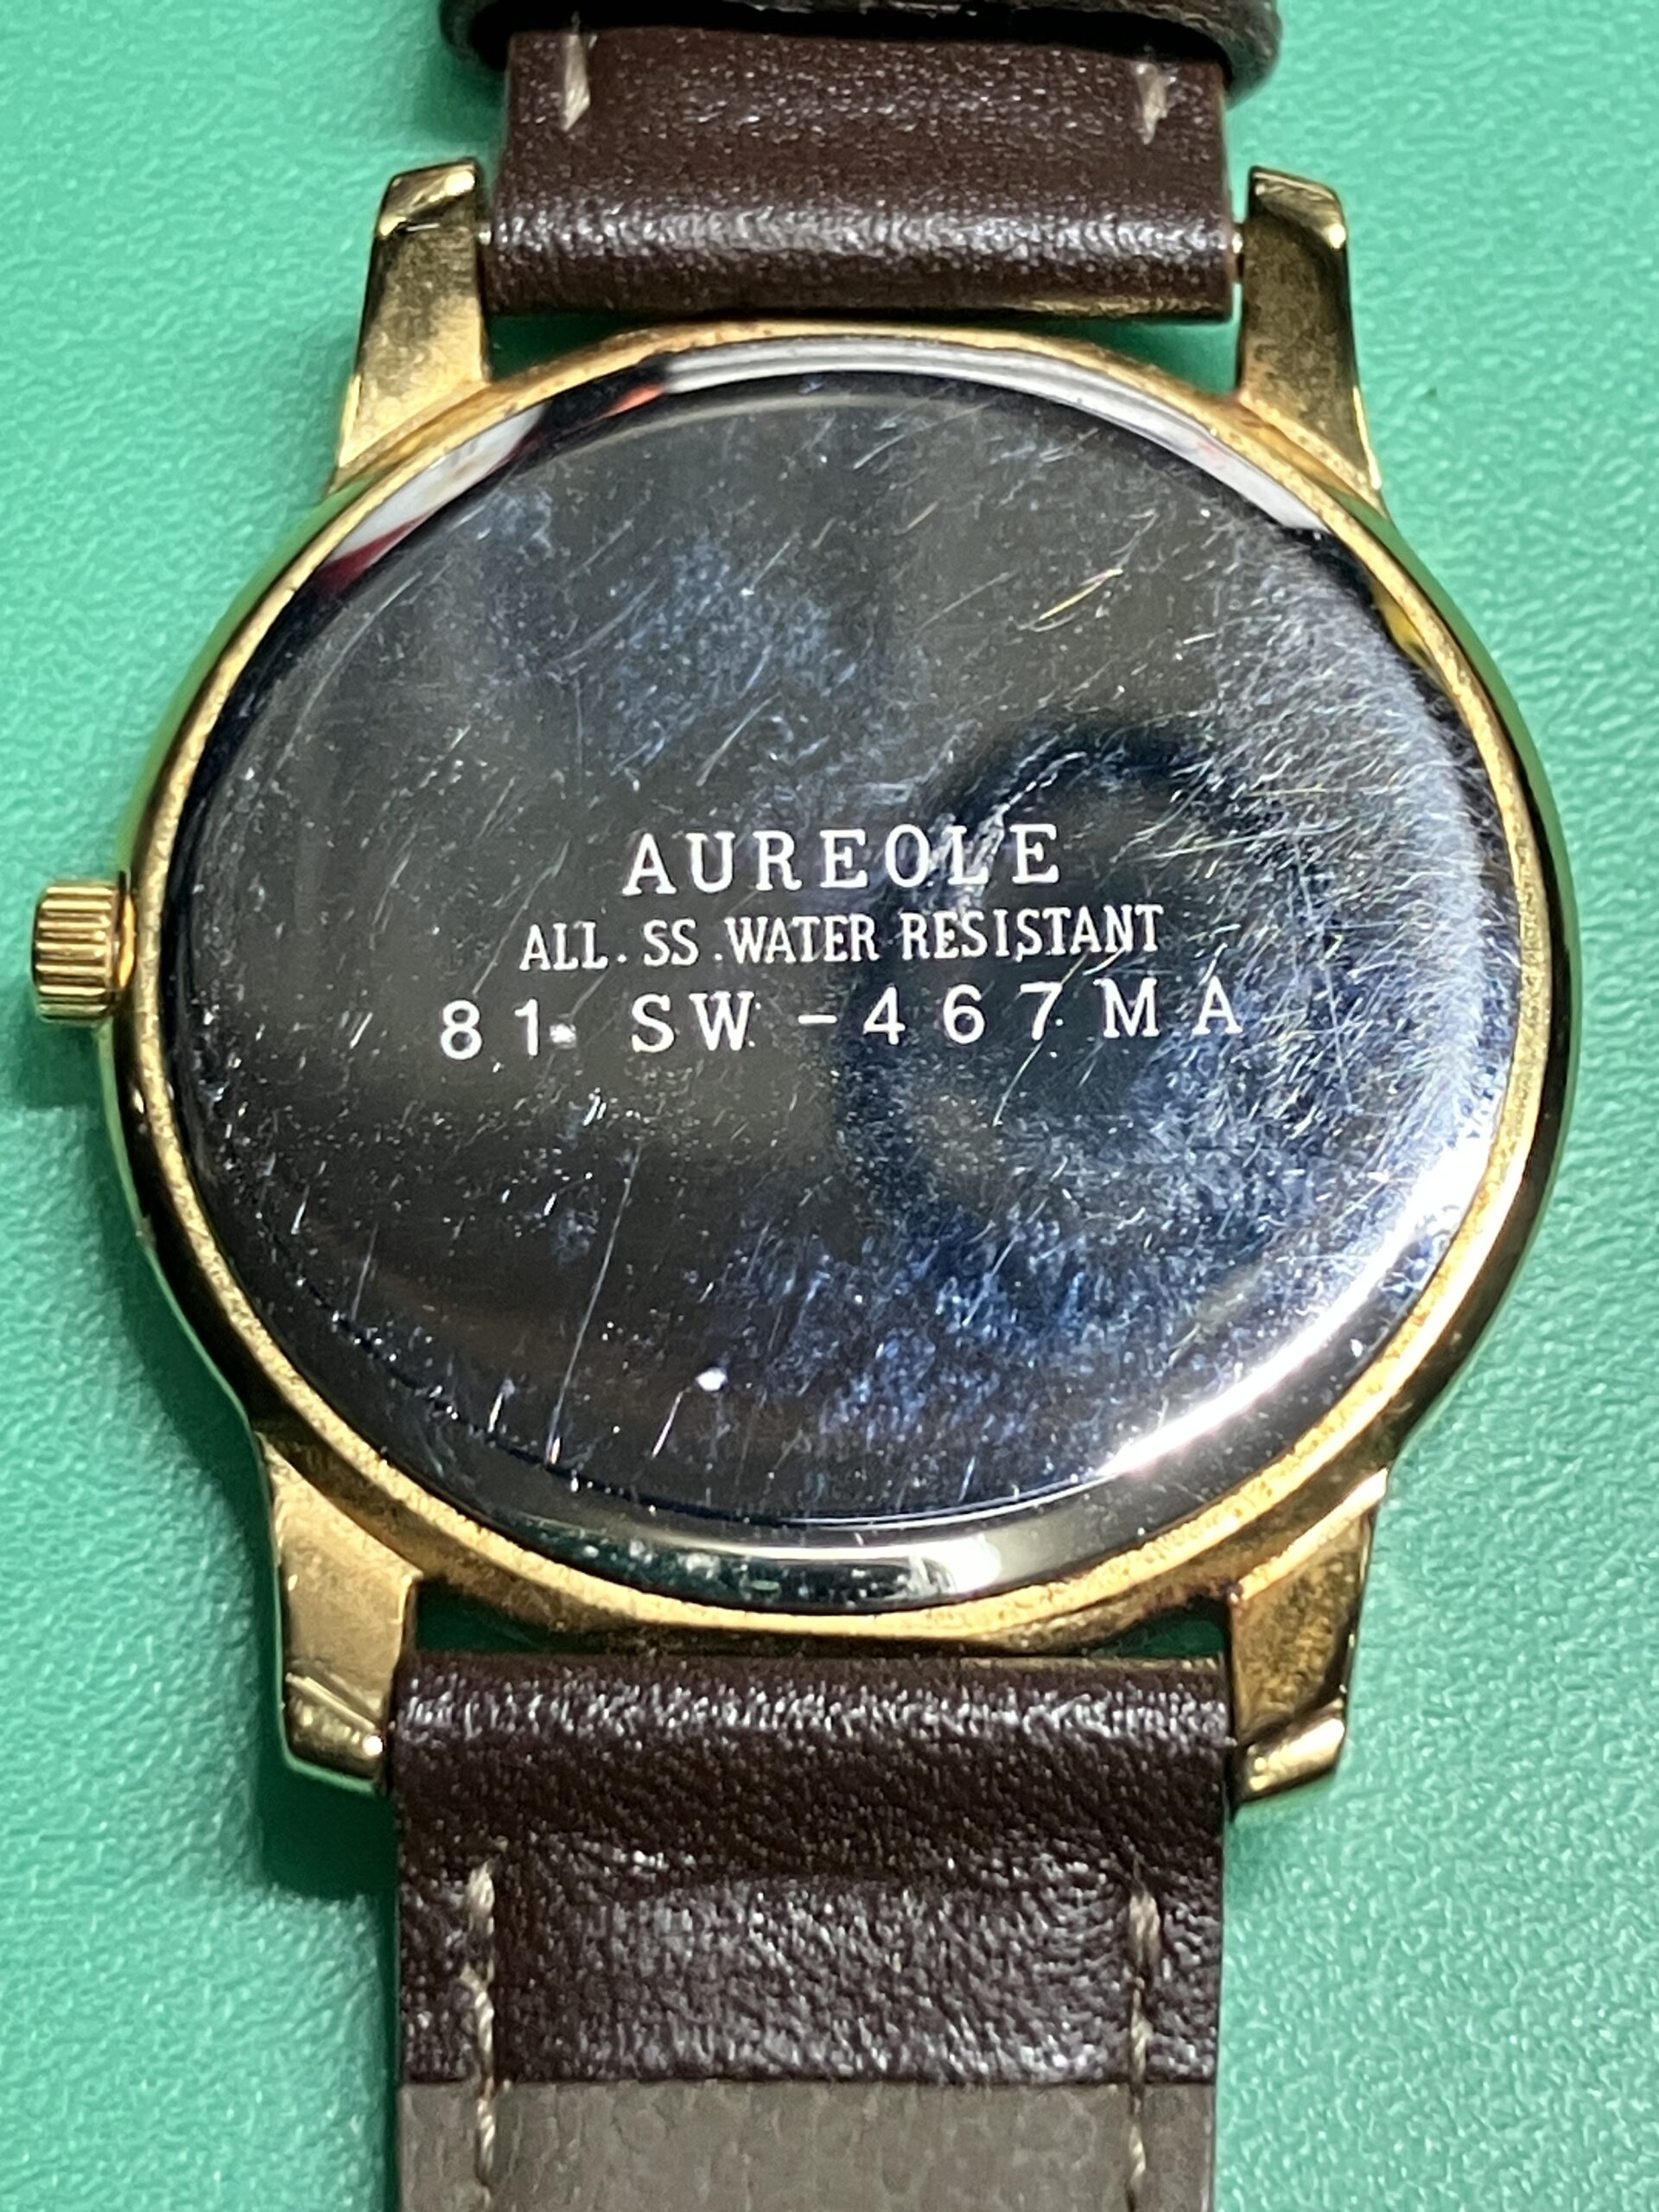 AUREOLE
ALL. SS. WATER RESISTANT
81. SW-467MA